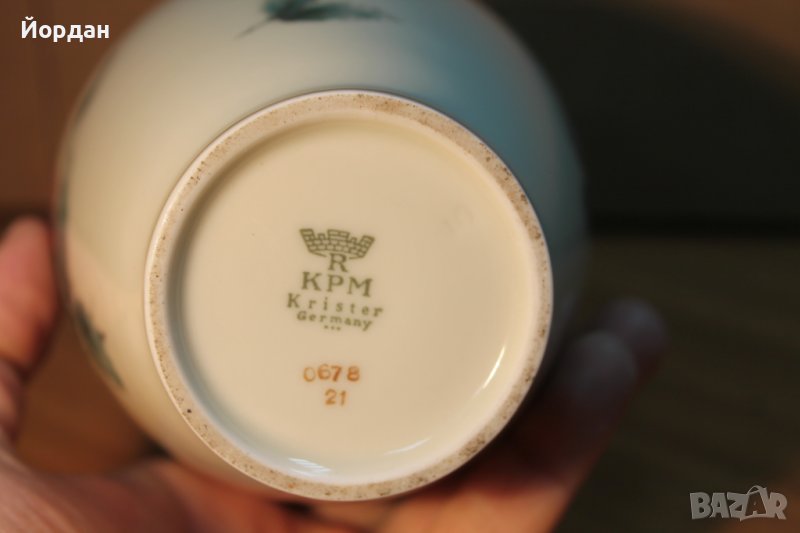 Йордан
R
KPM
Krister
Germany
0678
21
BAZAR